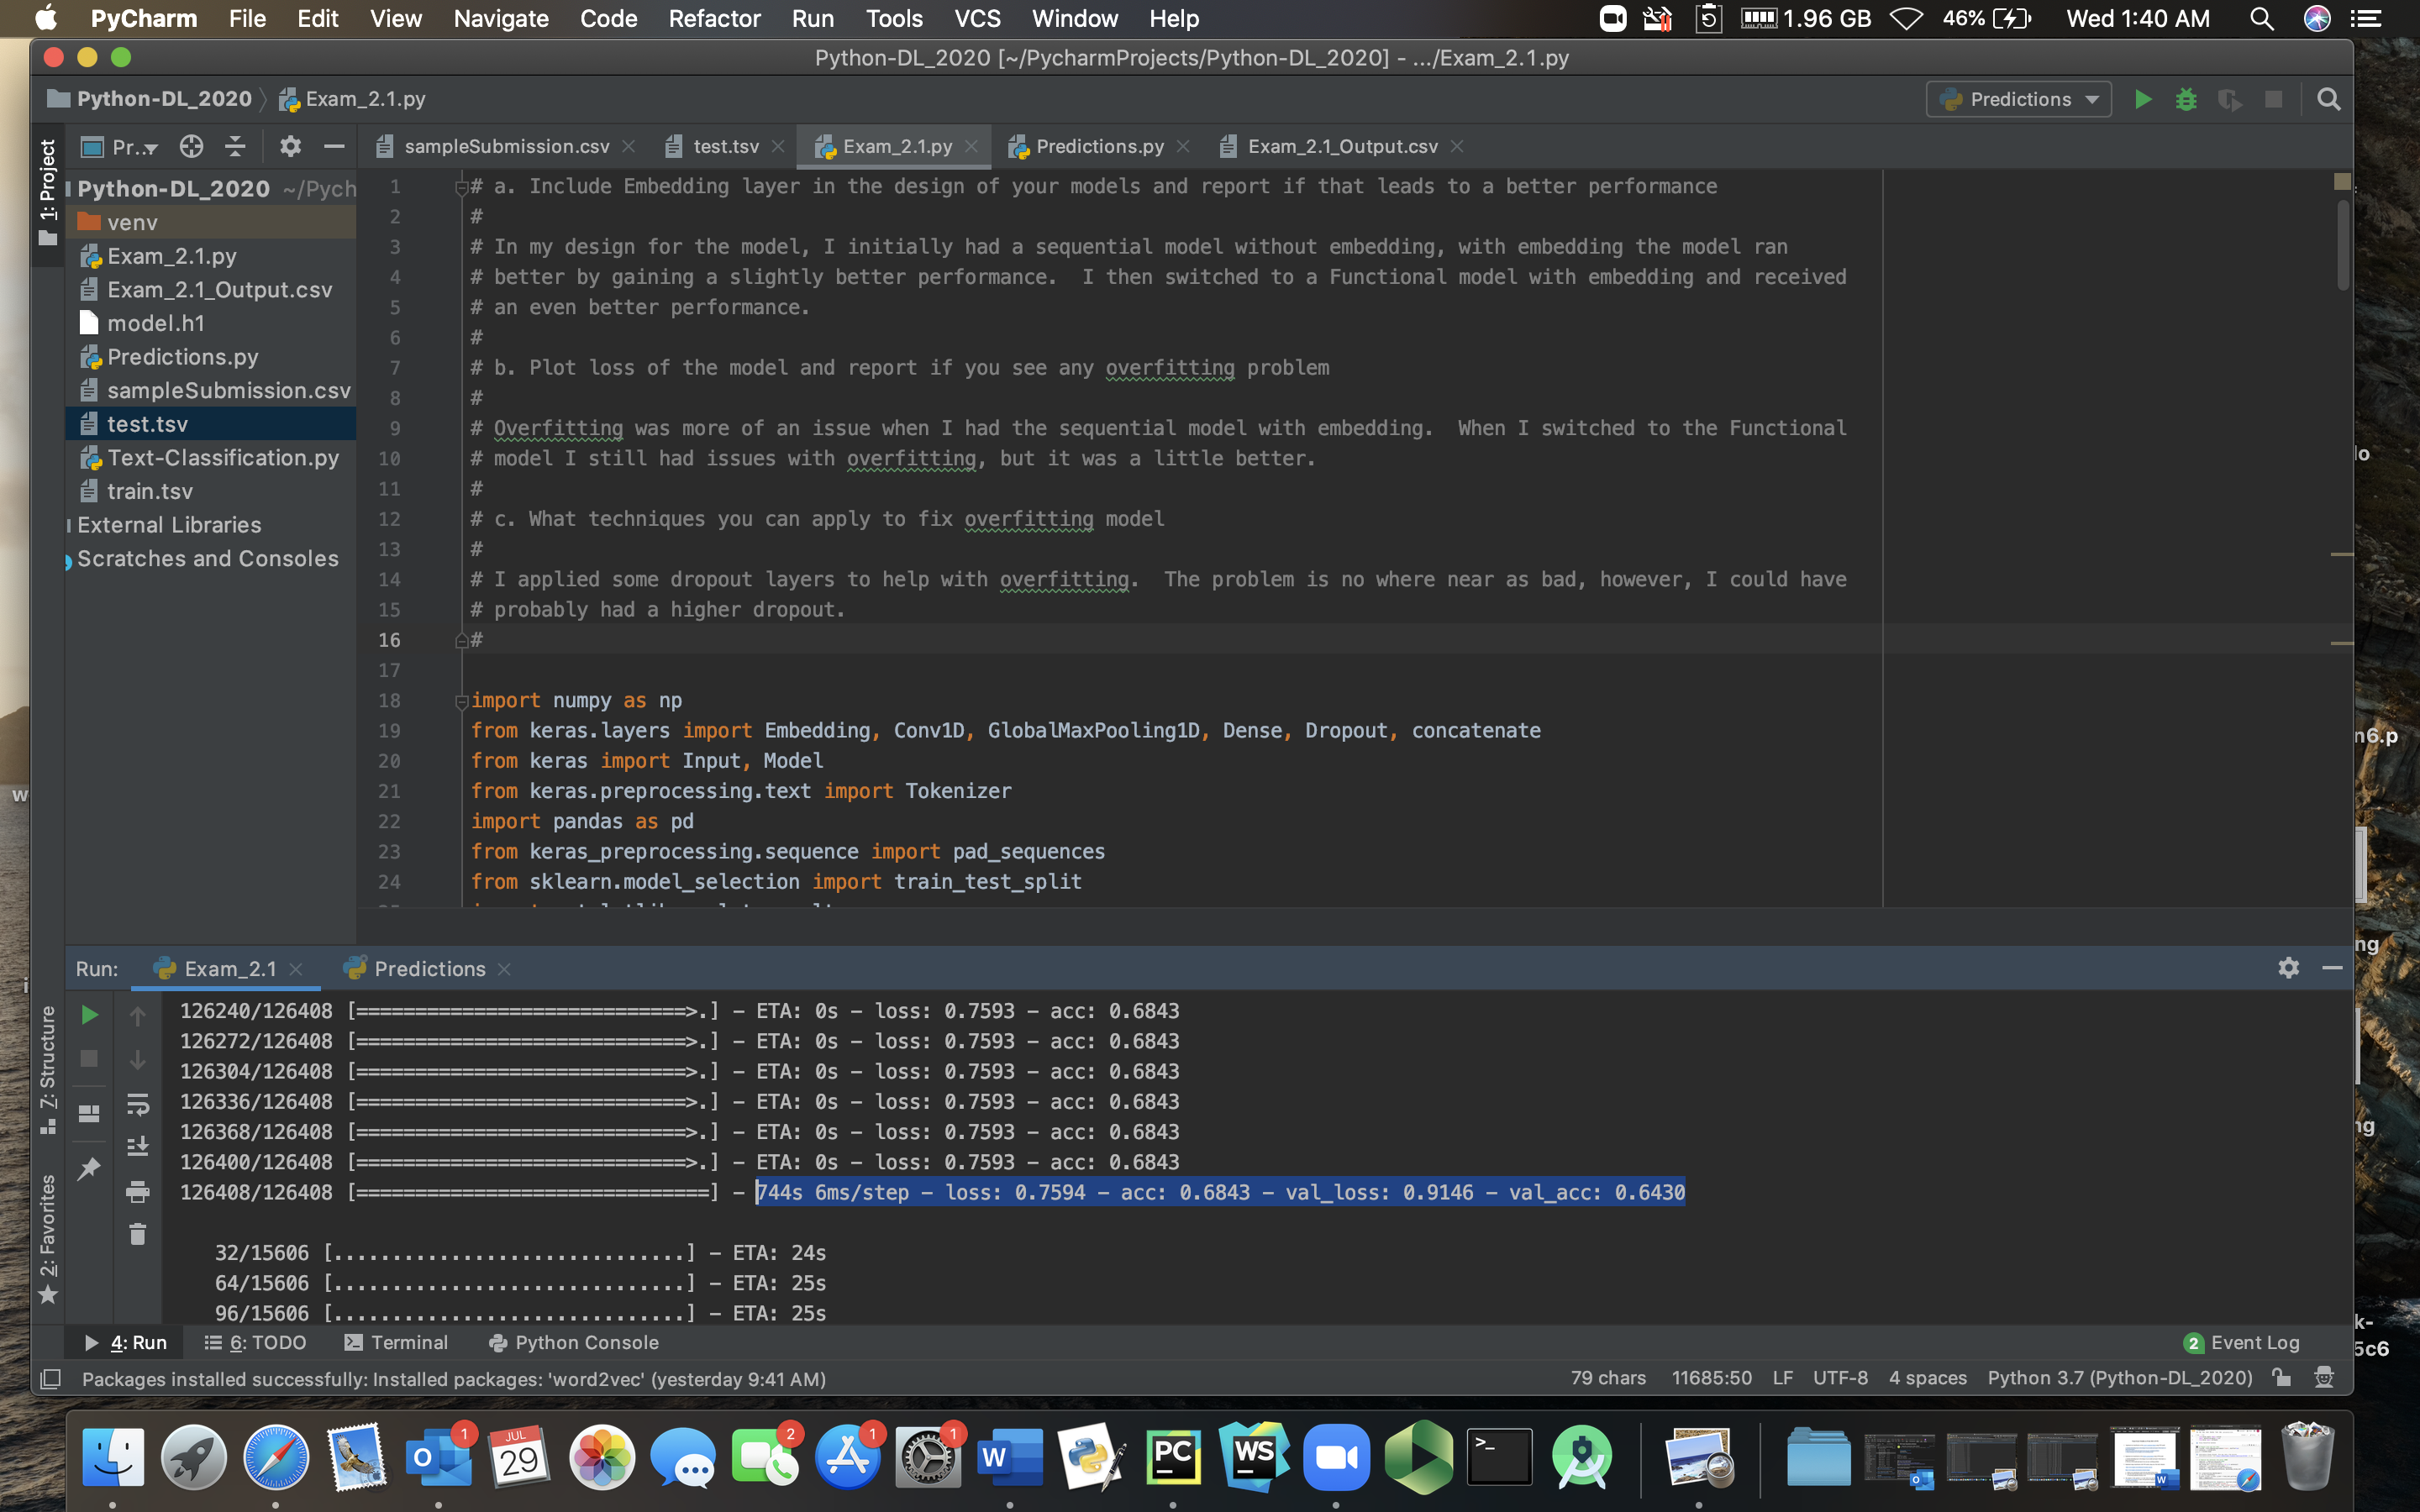 PyCharm File Edit View Navigate Code Refactor Run Tools VCS Window Help 1.96 GB 46% Wed 1:40 AM
Python-DL_2020 [~/PycharmProjects/Python-DL_2020] - .../Exam_2.1.py
Python-DL_2020 Exam_2.1.py Predictions
Pr... sampleSubmission.csv test.tsv Exam_2.1.py Predictions.py Exam_2.1_Output.csv
1: Project
Python-DL_2020 ~/Pych
venv
Exam_2.1.py
Exam_2.1_Output.csv
model.h1
Predictions.py
sampleSubmission.csv
test.tsv
Text-Classification.py
train.tsv
External Libraries
Scratches and Consoles
1 # a. Include Embedding layer in the design of your models and report if that leads to a better performance
2 #
3 # In my design for the model, I initially had a sequential model without embedding, with embedding the model ran
4 # better by gaining a slightly better performance.  I then switched to a Functional model with embedding and received
5 # an even better performance.
6 #
7 # b. Plot loss of the model and report if you see any overfitting problem
8 #
9 # Overfitting was more of an issue when I had the sequential model with embedding.  When I switched to the Functional
10 # model I still had issues with overfitting, but it was a little better.
11 #
12 # c. What techniques you can apply to fix overfitting model
13 #
14 # I applied some dropout layers to help with overfitting.  The problem is no where near as bad, however, I could have
15 # probably had a higher dropout.
16 #
17
18 import numpy as np
19 from keras.layers import Embedding, Conv1D, GlobalMaxPooling1D, Dense, Dropout, concatenate
20 from keras import Input, Model
21 from keras.preprocessing.text import Tokenizer
22 import pandas as pd
23 from keras_preprocessing.sequence import pad_sequences
24 from sklearn.model_selection import train_test_split
Run: Exam_2.1 Predictions
126240/126408 [============================>.] - ETA: 0s - loss: 0.7593 - acc: 0.6843
126272/126408 [============================>.] - ETA: 0s - loss: 0.7593 - acc: 0.6843
126304/126408 [============================>.] - ETA: 0s - loss: 0.7593 - acc: 0.6843
126336/126408 [============================>.] - ETA: 0s - loss: 0.7593 - acc: 0.6843
126368/126408 [============================>.] - ETA: 0s - loss: 0.7593 - acc: 0.6843
126400/126408 [============================>.] - ETA: 0s - loss: 0.7593 - acc: 0.6843
126408/126408 [==============================] - 744s 6ms/step - loss: 0.7594 - acc: 0.6843 - val_loss: 0.9146 - val_acc: 0.6430
32/15606 [..............................] - ETA: 24s
64/15606 [..............................] - ETA: 25s
96/15606 [..............................] - ETA: 25s
Z: Structure
2: Favorites
4: Run 6: TODO Terminal Python Console 2 Event Log
Packages installed successfully: Installed packages: 'word2vec' (yesterday 9:41 AM) 79 chars 11685:50 LF UTF-8 4 spaces Python 3.7 (Python-DL_2020)
lo
n6.p
ng
ng
k-
5c6
w
i
1 JUL 29 2 1 1 W PC WS >_